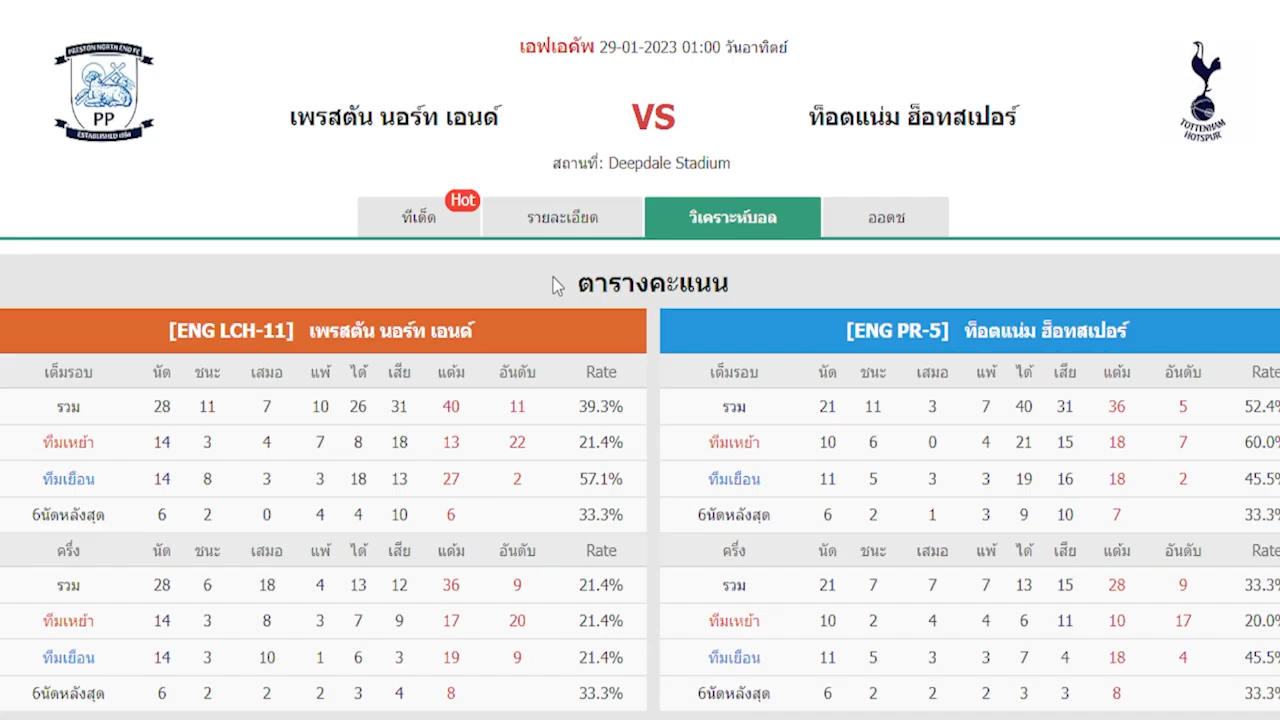 PRESTON NORTH END FC
PP
ESTABLISHED 1880
เอฟเอคัพ 29-01-2023 01:00 วันอาทิตย์
เพรสตัน นอร์ท เอนด์ VS ท็อตแน่ม ฮ็อทสเปอร์
TOTTENHAM
HOTSPUR
สถานที่: Deepdale Stadium
ทีเด็ด Hot รายละเอียด วิเคราะห์บอล ออดซ
ตารางคะแนน
[ENG LCH-11] เพรสตัน นอร์ท เอนด์ [ENG PR-5] ท็อตแน่ม ฮ็อทสเปอร์
เต็มรอบ นัด ชนะ เสมอ แพ้ ได้ เสีย แต้ม อันดับ Rate เต็มรอบ นัด ชนะ เสมอ แพ้ ได้ เสีย แต้ม อันดับ Rate
รวม 28 11 7 10 26 31 40 11 39.3% รวม 21 11 3 7 40 31 36 5 52.4%
ทีมเหย้า 14 3 4 7 8 18 13 22 21.4% ทีมเหย้า 10 6 0 4 21 15 18 7 60.0%
ทีมเยือน 14 8 3 3 18 13 27 2 57.1% ทีมเยือน 11 5 3 3 19 16 18 2 45.5%
6นัดหลังสุด 6 2 0 4 4 10 6 33.3% 6นัดหลังสุด 6 2 1 3 9 10 7 33.3
ครึ่ง นัด ชนะ เสมอ แพ้ ได้ เสีย แต้ม อันดับ Rate ครึ่ง นัด ชนะ เสมอ แพ้ ได้ เสีย แต้ม อันดับ Rate
รวม 28 6 18 4 13 12 36 9 21.4% รวม 21 7 7 7 13 15 28 9 33.3
ทีมเหย้า 14 3 8 3 7 9 17 20 21.4% ทีมเหย้า 10 2 4 4 6 11 10 17 20.0%
ทีมเยือน 14 3 10 1 6 3 19 9 21.4% ทีมเยือน 11 5 3 3 7 4 18 4 45.5%
6นัดหลังสุด 6 2 2 2 3 4 8 33.3% 6นัดหลังสุด 6 2 2 2 3 3 8 33.3